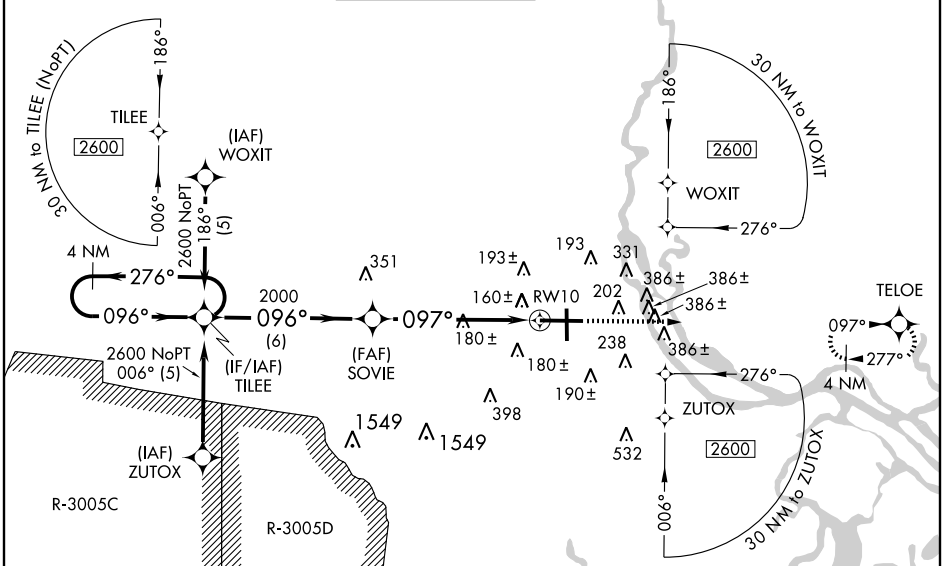 30 NM to TILEE (NoPT)
186°
TILEE
2600
006°
(IAF)
WOXIT
2600 NoPT
186°
(5)
4 NM
276°
096°
2600 NoPT
006° (5)
(IF/IAF)
TILEE
(IAF)
ZUTOX
R-3005C
R-3005D
2000
096°
(6)
351
(FAF)
SOVIE
097°
180±
1549
1549
398
193±
160±
180±
RW10
193
202
331
238
190±
532
386±
386±
386±
386±
30 NM to WOXIT
186°
2600
WOXIT
276°
276°
ZUTOX
2600
006°
30 NM to ZUTOX
TELOE
097°
277°
4 NM